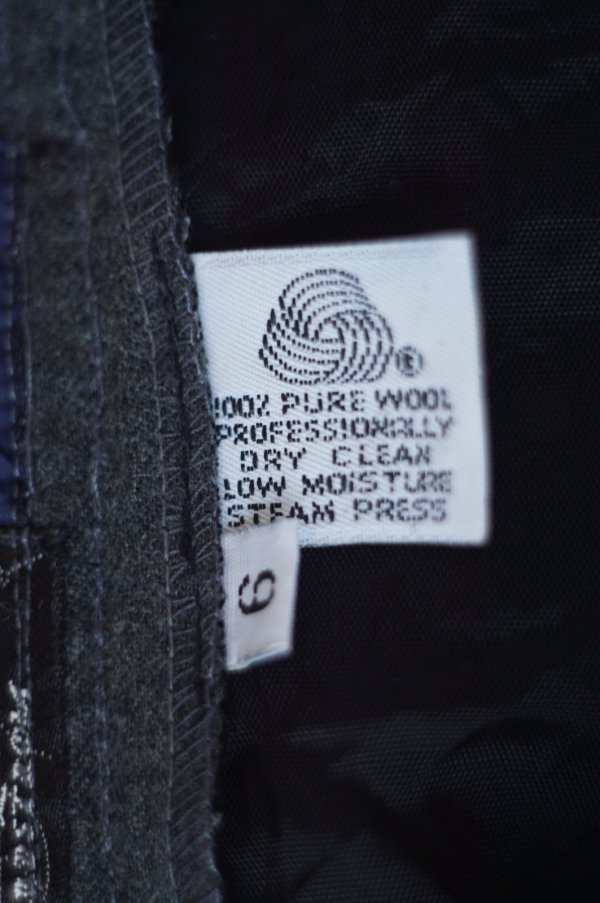 ®
100% PURE WOOL
PROFESSIONALLY
DRY CLEAN
LOW MOISTURE
STEAM PRESS
6